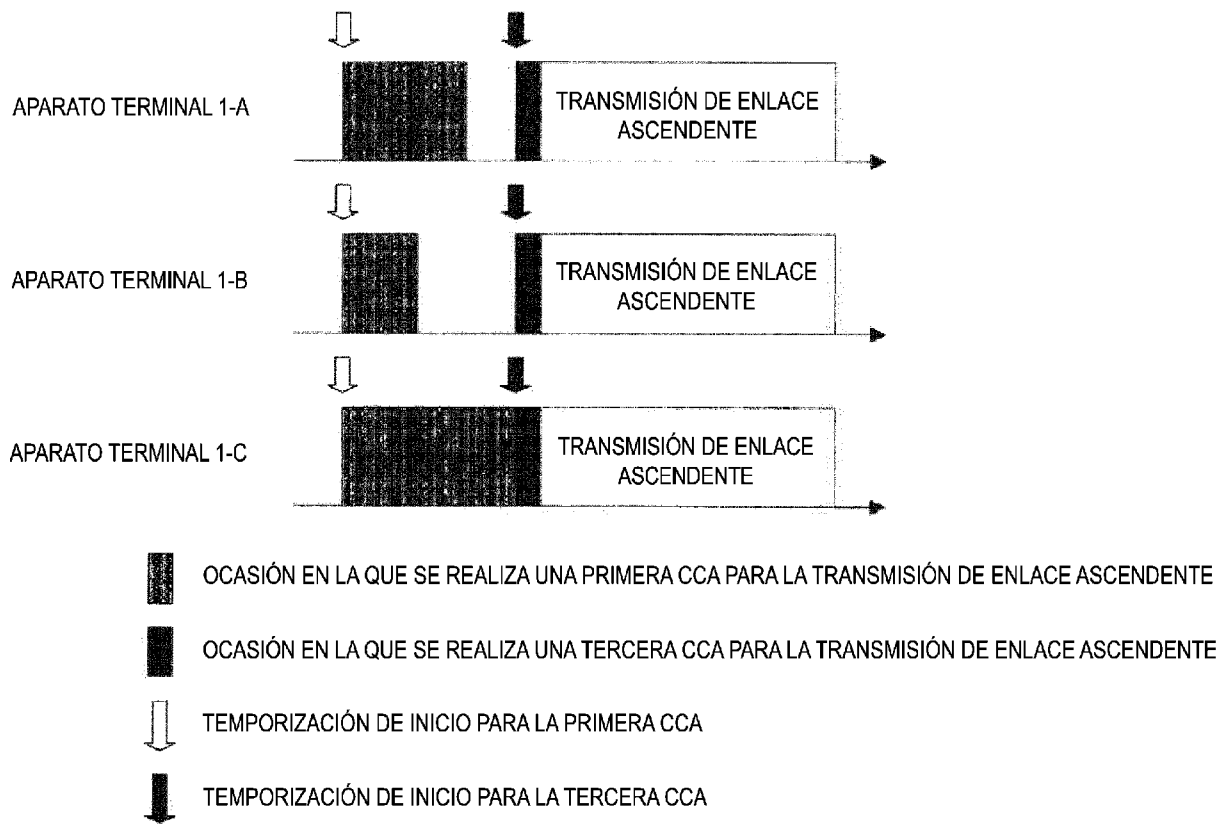 APARATO TERMINAL 1-A
TRANSMISIÓN DE ENLACE
ASCENDENTE
APARATO TERMINAL 1-B
TRANSMISIÓN DE ENLACE
ASCENDENTE
APARATO TERMINAL 1-C
TRANSMISIÓN DE ENLACE
ASCENDENTE
OCASIÓN EN LA QUE SE REALIZA UNA PRIMERA CCA PARA LA TRANSMISIÓN DE ENLACE ASCENDENTE
OCASIÓN EN LA QUE SE REALIZA UNA TERCERA CCA PARA LA TRANSMISIÓN DE ENLACE ASCENDENTE
TEMPORIZACIÓN DE INICIO PARA LA PRIMERA CCA
TEMPORIZACIÓN DE INICIO PARA LA TERCERA CCA